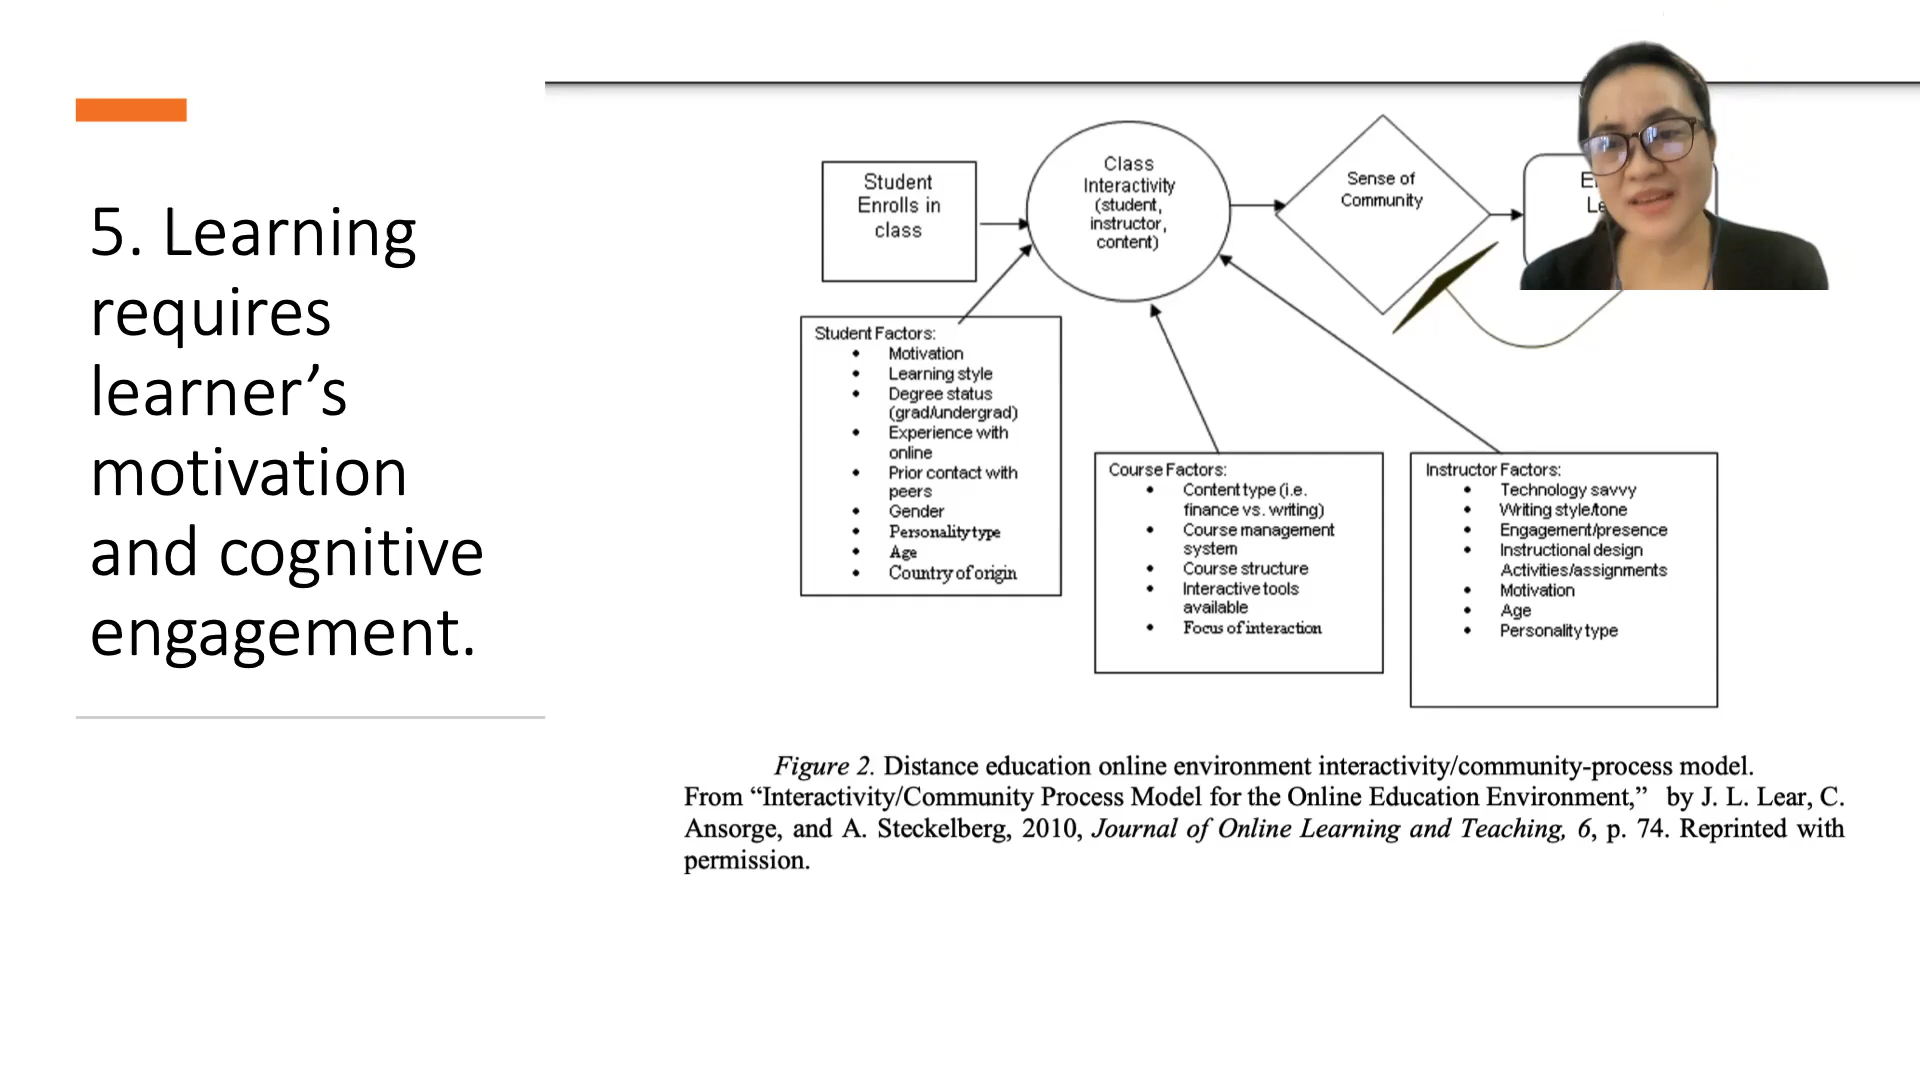 5. Learning
requires
learner’s
motivation
and cognitive
engagement.
Student
Enrolls in
class
Class
Interactivity
(student,
instructor,
content)
Sense of
Community
Student Factors:
• Motivation
• Learning style
• Degree status
(grad/undergrad)
• Experience with
online
• Prior contact with
peers
• Gender
• Personality type
• Age
• Country of origin
Course Factors:
• Content type (i.e.
finance vs. writing)
• Course management
system
• Course structure
• Interactive tools
available
• Focus of interaction
Instructor Factors:
• Technology savvy
• Writing style/tone
• Engagement/presence
• Instructional design
Activities/assignments
• Motivation
• Age
• Personality type
Figure 2. Distance education online environment interactivity/community-process model.
From “Interactivity/Community Process Model for the Online Education Environment,” by J. L. Lear, C.
Ansorge, and A. Steckelberg, 2010, Journal of Online Learning and Teaching, 6, p. 74. Reprinted with
permission.